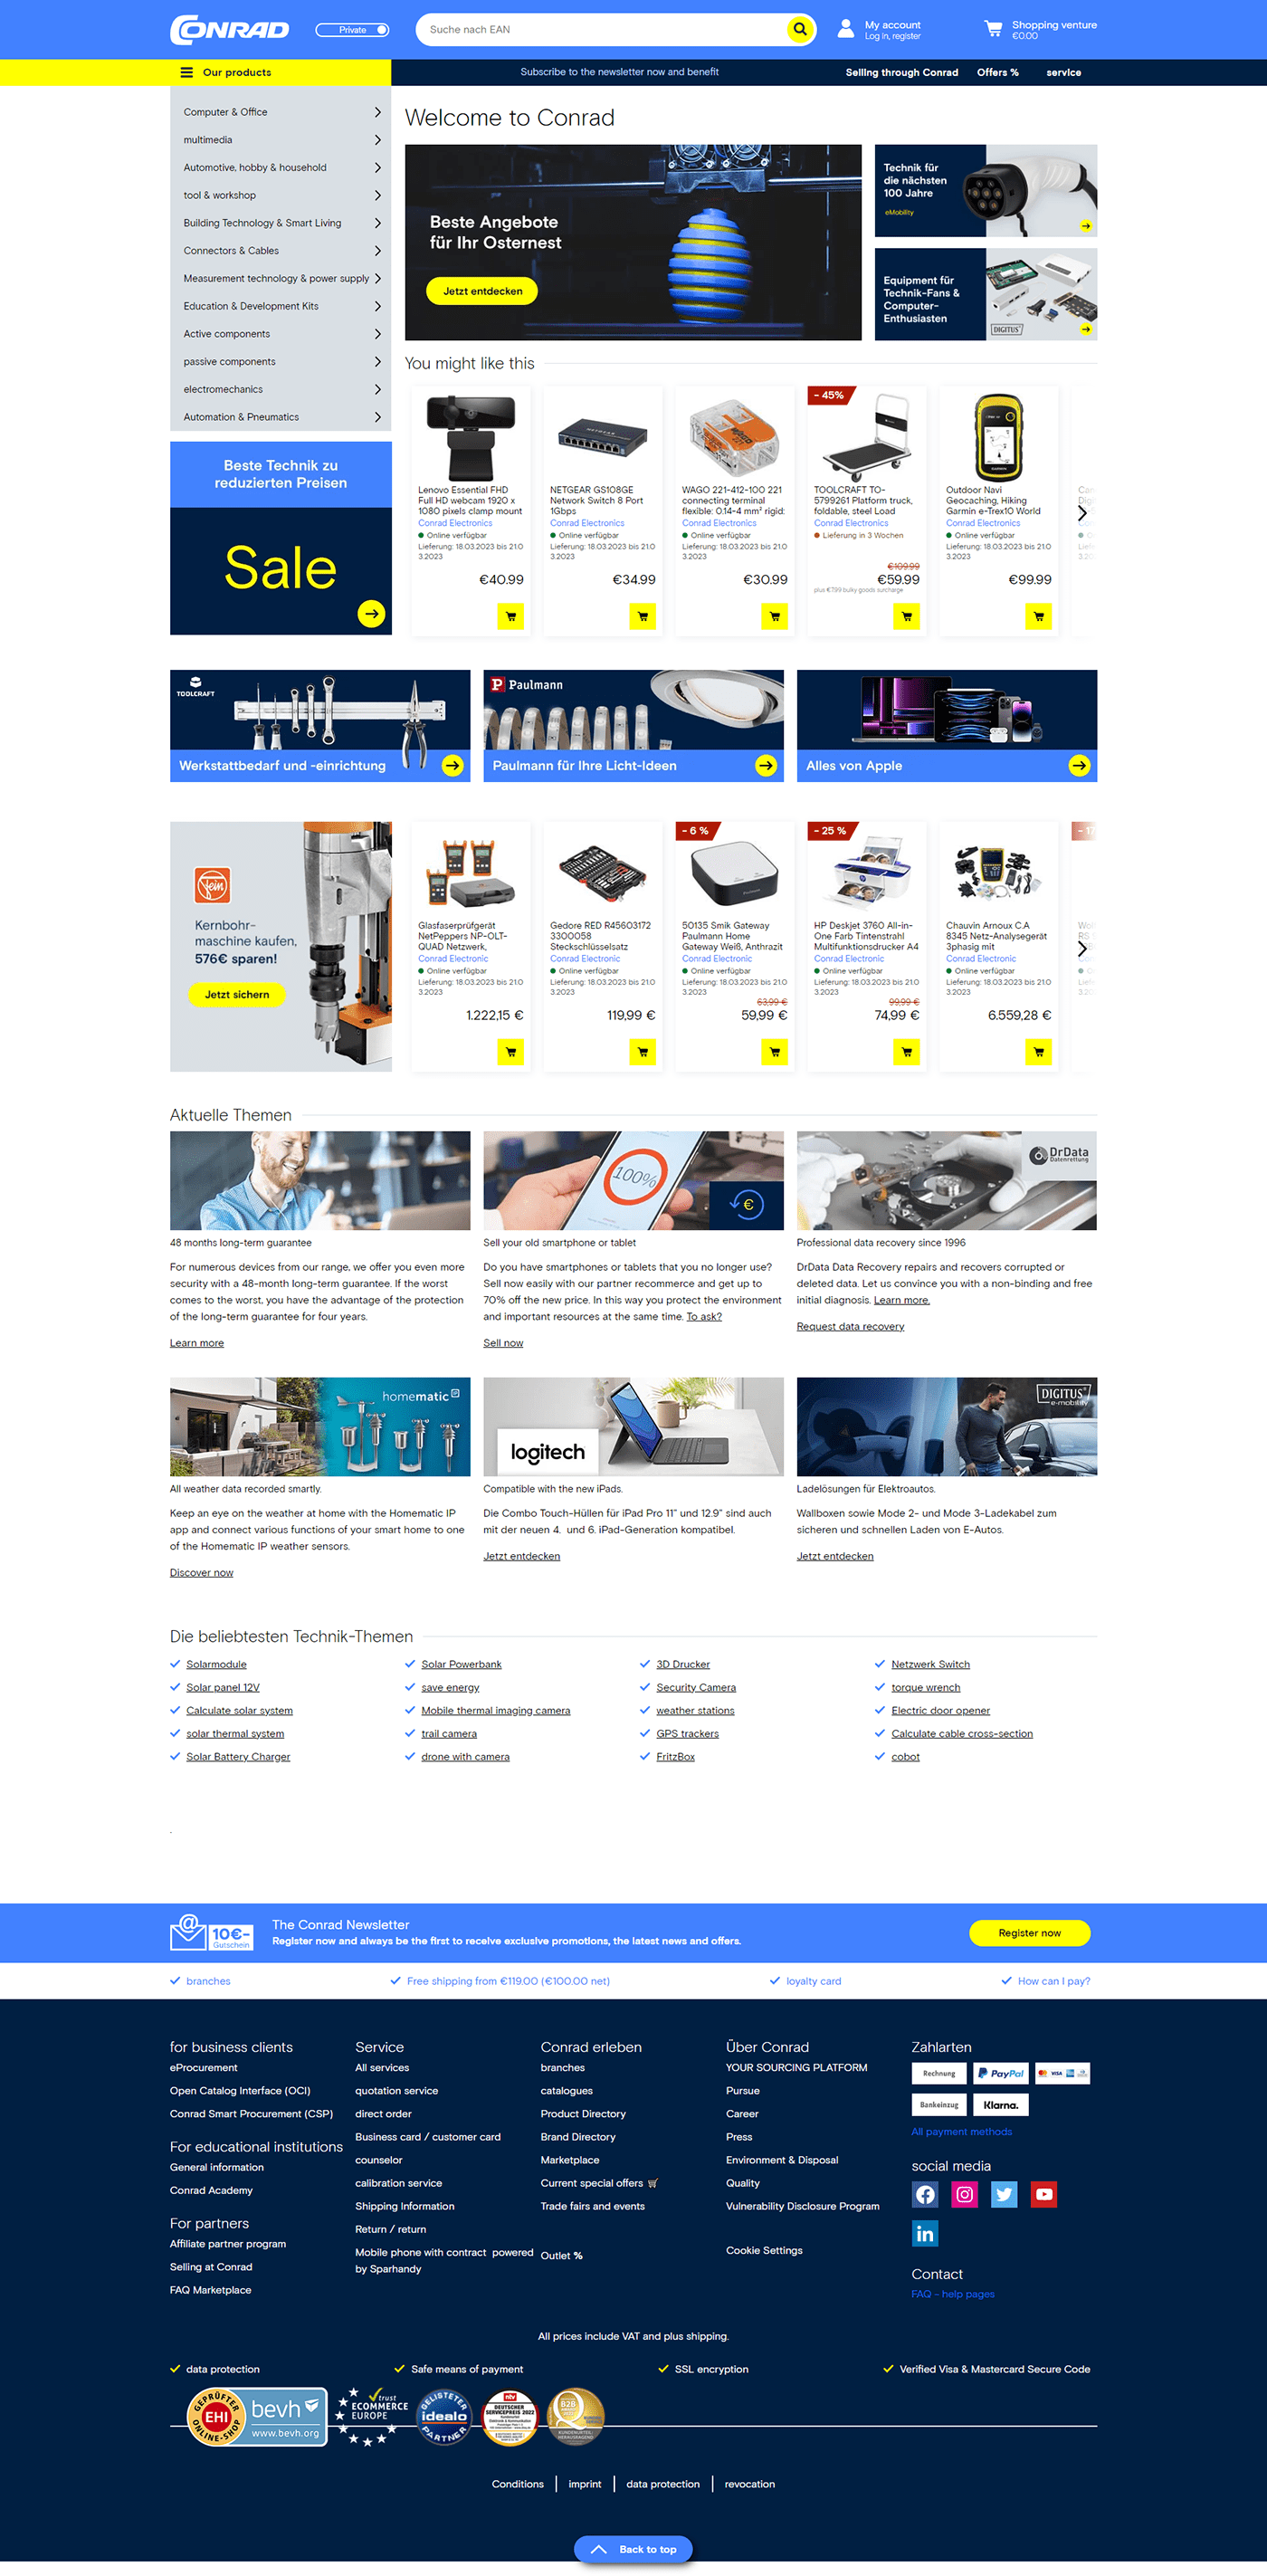 CONRAD
Private
Suche nach EAN
My account
Log in, register
Shopping venture
€0.00
Our products
Subscribe to the newsletter now and benefit
Selling through Conrad
Offers %
service
Computer & Office
multimedia
Automotive, hobby & household
tool & workshop
Building Technology & Smart Living
Connectors & Cables
Measurement technology & power supply
Education & Development Kits
Active components
passive components
electromechanics
Automation & Pneumatics
Welcome to Conrad
Beste Angebote
für Ihr Osternest
Jetzt entdecken
Technik für
die nächsten
100 Jahre
eMobility
Equipment für
Technik-Fans &
Computer-
Enthusiasten
DIGITUS
Beste Technik zu
reduzierten Preisen
Sale
You might like this
Lenovo Essential FHD
Full HD webcam 1920 x
1080 pixels clamp mount
Conrad Electronics
Online verfügbar
Lieferung: 18.03.2023 bis 21.0
3.2023
€40.99
NETGEAR GS108GE
Network Switch 8 Port
1Gbps
Conrad Electronics
Online verfügbar
Lieferung: 18.03.2023 bis 21.0
3.2023
€34.99
WAGO 221-412-100 221
connecting terminal
flexible: 0.14-4 mm² rigid:
Conrad Electronics
Online verfügbar
Lieferung: 18.03.2023 bis 21.0
3.2023
€30.99
- 45%
TOOLCRAFT TO-
5799261 Platform truck,
foldable, steel Load
Conrad Electronics
Lieferung in 3 Wochen
€109.99
€59.99
plus €7.99 bulky goods surcharge
Outdoor Navi
Geocaching, Hiking
Garmin e-Trex10 World
Conrad Electronics
Online verfügbar
Lieferung: 18.03.2023 bis 21.0
3.2023
€99.99
TOOLCRAFT
Werkstattbedarf und -einrichtung
Paulmann
Paulmann für Ihre Licht-Ideen
Alles von Apple
fein
Kernbohr-
maschine kaufen,
576€ sparen!
Jetzt sichern
Glasfaserprüfgerät
NetPeppers NP-OLT-
QUAD Netzwerk,
Conrad Electronic
Online verfügbar
Lieferung: 18.03.2023 bis 21.0
3.2023
1.222,15 €
Gedore RED R45603172
3300058
Steckschlüsselsatz
Conrad Electronic
Online verfügbar
Lieferung: 18.03.2023 bis 21.0
3.2023
119,99 €
- 6 %
50135 Smik Gateway
Paulmann Home
Gateway Weiß, Anthrazit
Conrad Electronic
Online verfügbar
Lieferung: 18.03.2023 bis 21.0
3.2023
63,99 €
59,99 €
- 25 %
HP Deskjet 3760 All-in-
One Farb Tintenstrahl
Multifunktionsdrucker A4
Conrad Electronic
Online verfügbar
Lieferung: 18.03.2023 bis 21.0
3.2023
99,99 €
74,99 €
Chauvin Arnoux C.A
8345 Netz-Analysegerät
3phasig mit
Conrad Electronic
Online verfügbar
Lieferung: 18.03.2023 bis 21.0
3.2023
6.559,28 €
Aktuelle Themen
48 months long-term guarantee
For numerous devices from our range, we offer you even more
security with a 48-month long-term guarantee. If the worst
comes to the worst, you have the advantage of the protection
of the long-term guarantee for four years.
Learn more
100%
€
Sell your old smartphone or tablet
Do you have smartphones or tablets that you no longer use?
Sell now easily with our partner recommerce and get up to
70% off the new price. In this way you protect the environment
and important resources at the same time. To ask?
Sell now
DrData
Datenrettung
Professional data recovery since 1996
DrData Data Recovery repairs and recovers corrupted or
deleted data. Let us convince you with a non-binding and free
initial diagnosis. Learn more.
Request data recovery
homematic IP
All weather data recorded smartly.
Keep an eye on the weather at home with the Homematic IP
app and connect various functions of your smart home to one
of the Homematic IP weather sensors.
Discover now
logitech
Compatible with the new iPads.
Die Combo Touch-Hüllen für iPad Pro 11" und 12.9" sind auch
mit der neuen 4. und 6. iPad-Generation kompatibel.
Jetzt entdecken
DIGITUS
e-mobility
Ladelösungen für Elektroautos.
Wallboxen sowie Mode 2- und Mode 3-Ladekabel zum
sicheren und schnellen Laden von E-Autos.
Jetzt entdecken
Die beliebtesten Technik-Themen
Solarmodule
Solar panel 12V
Calculate solar system
solar thermal system
Solar Battery Charger
Solar Powerbank
save energy
Mobile thermal imaging camera
trail camera
drone with camera
3D Drucker
Security Camera
weather stations
GPS trackers
FritzBox
Netzwerk Switch
torque wrench
Electric door opener
Calculate cable cross-section
cobot
.
10€-
Gutschein
The Conrad Newsletter
Register now and always be the first to receive exclusive promotions, the latest news and offers.
Register now
branches
Free shipping from €119.00 (€100.00 net)
loyalty card
How can I pay?
for business clients
eProcurement
Open Catalog Interface (OCI)
Conrad Smart Procurement (CSP)
For educational institutions
General information
Conrad Academy
For partners
Affiliate partner program
Selling at Conrad
FAQ Marketplace
Service
All services
quotation service
direct order
Business card / customer card
counselor
calibration service
Shipping Information
Return / return
Mobile phone with contract powered
by Sparhandy
Conrad erleben
branches
catalogues
Product Directory
Brand Directory
Marketplace
Current special offers
Trade fairs and events
Outlet %
Über Conrad
YOUR SOURCING PLATFORM
Pursue
Career
Press
Environment & Disposal
Quality
Vulnerability Disclosure Program
Cookie Settings
Zahlarten
Rechnung
PayPal
VISA
Bankeinzug
Klarna.
All payment methods
social media
Contact
FAQ - help pages
All prices include VAT and plus shipping.
data protection
Safe means of payment
SSL encryption
Verified Visa & Mastercard Secure Code
GEPRÜFTER
EHI
ONLINE-SHOP
bevh
www.bevh.org
trust
ECOMMERCE
EUROPE
GELISTETER
idealo
PARTNER
ntv
DEUTSCHER
SERVICEPREIS 2022
B2B
Conditions
imprint
data protection
revocation
Back to top